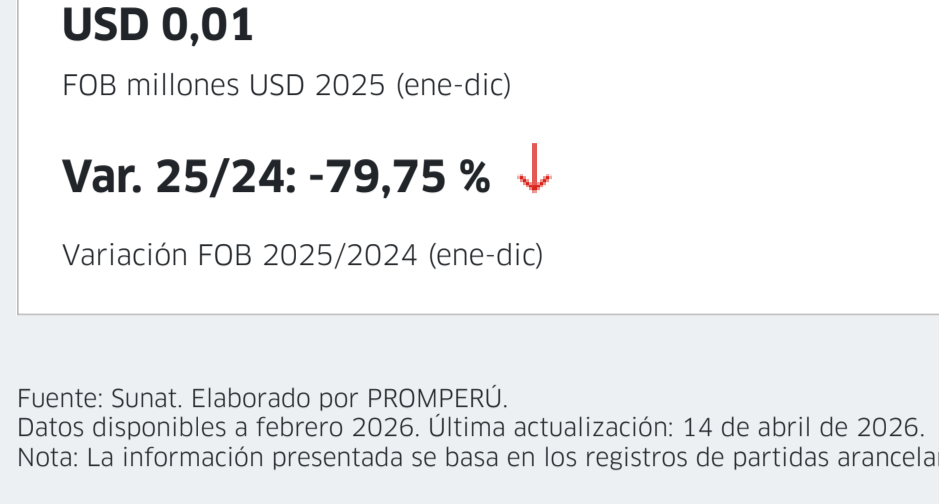 USD 0,01
FOB millones USD 2025 (ene-dic)
Var. 25/24: -79,75 % ↓
Variación FOB 2025/2024 (ene-dic)
Fuente: Sunat. Elaborado por PROMPERÚ.
Datos disponibles a febrero 2026. Última actualización: 14 de abril de 2026.
Nota: La información presentada se basa en los registros de partidas